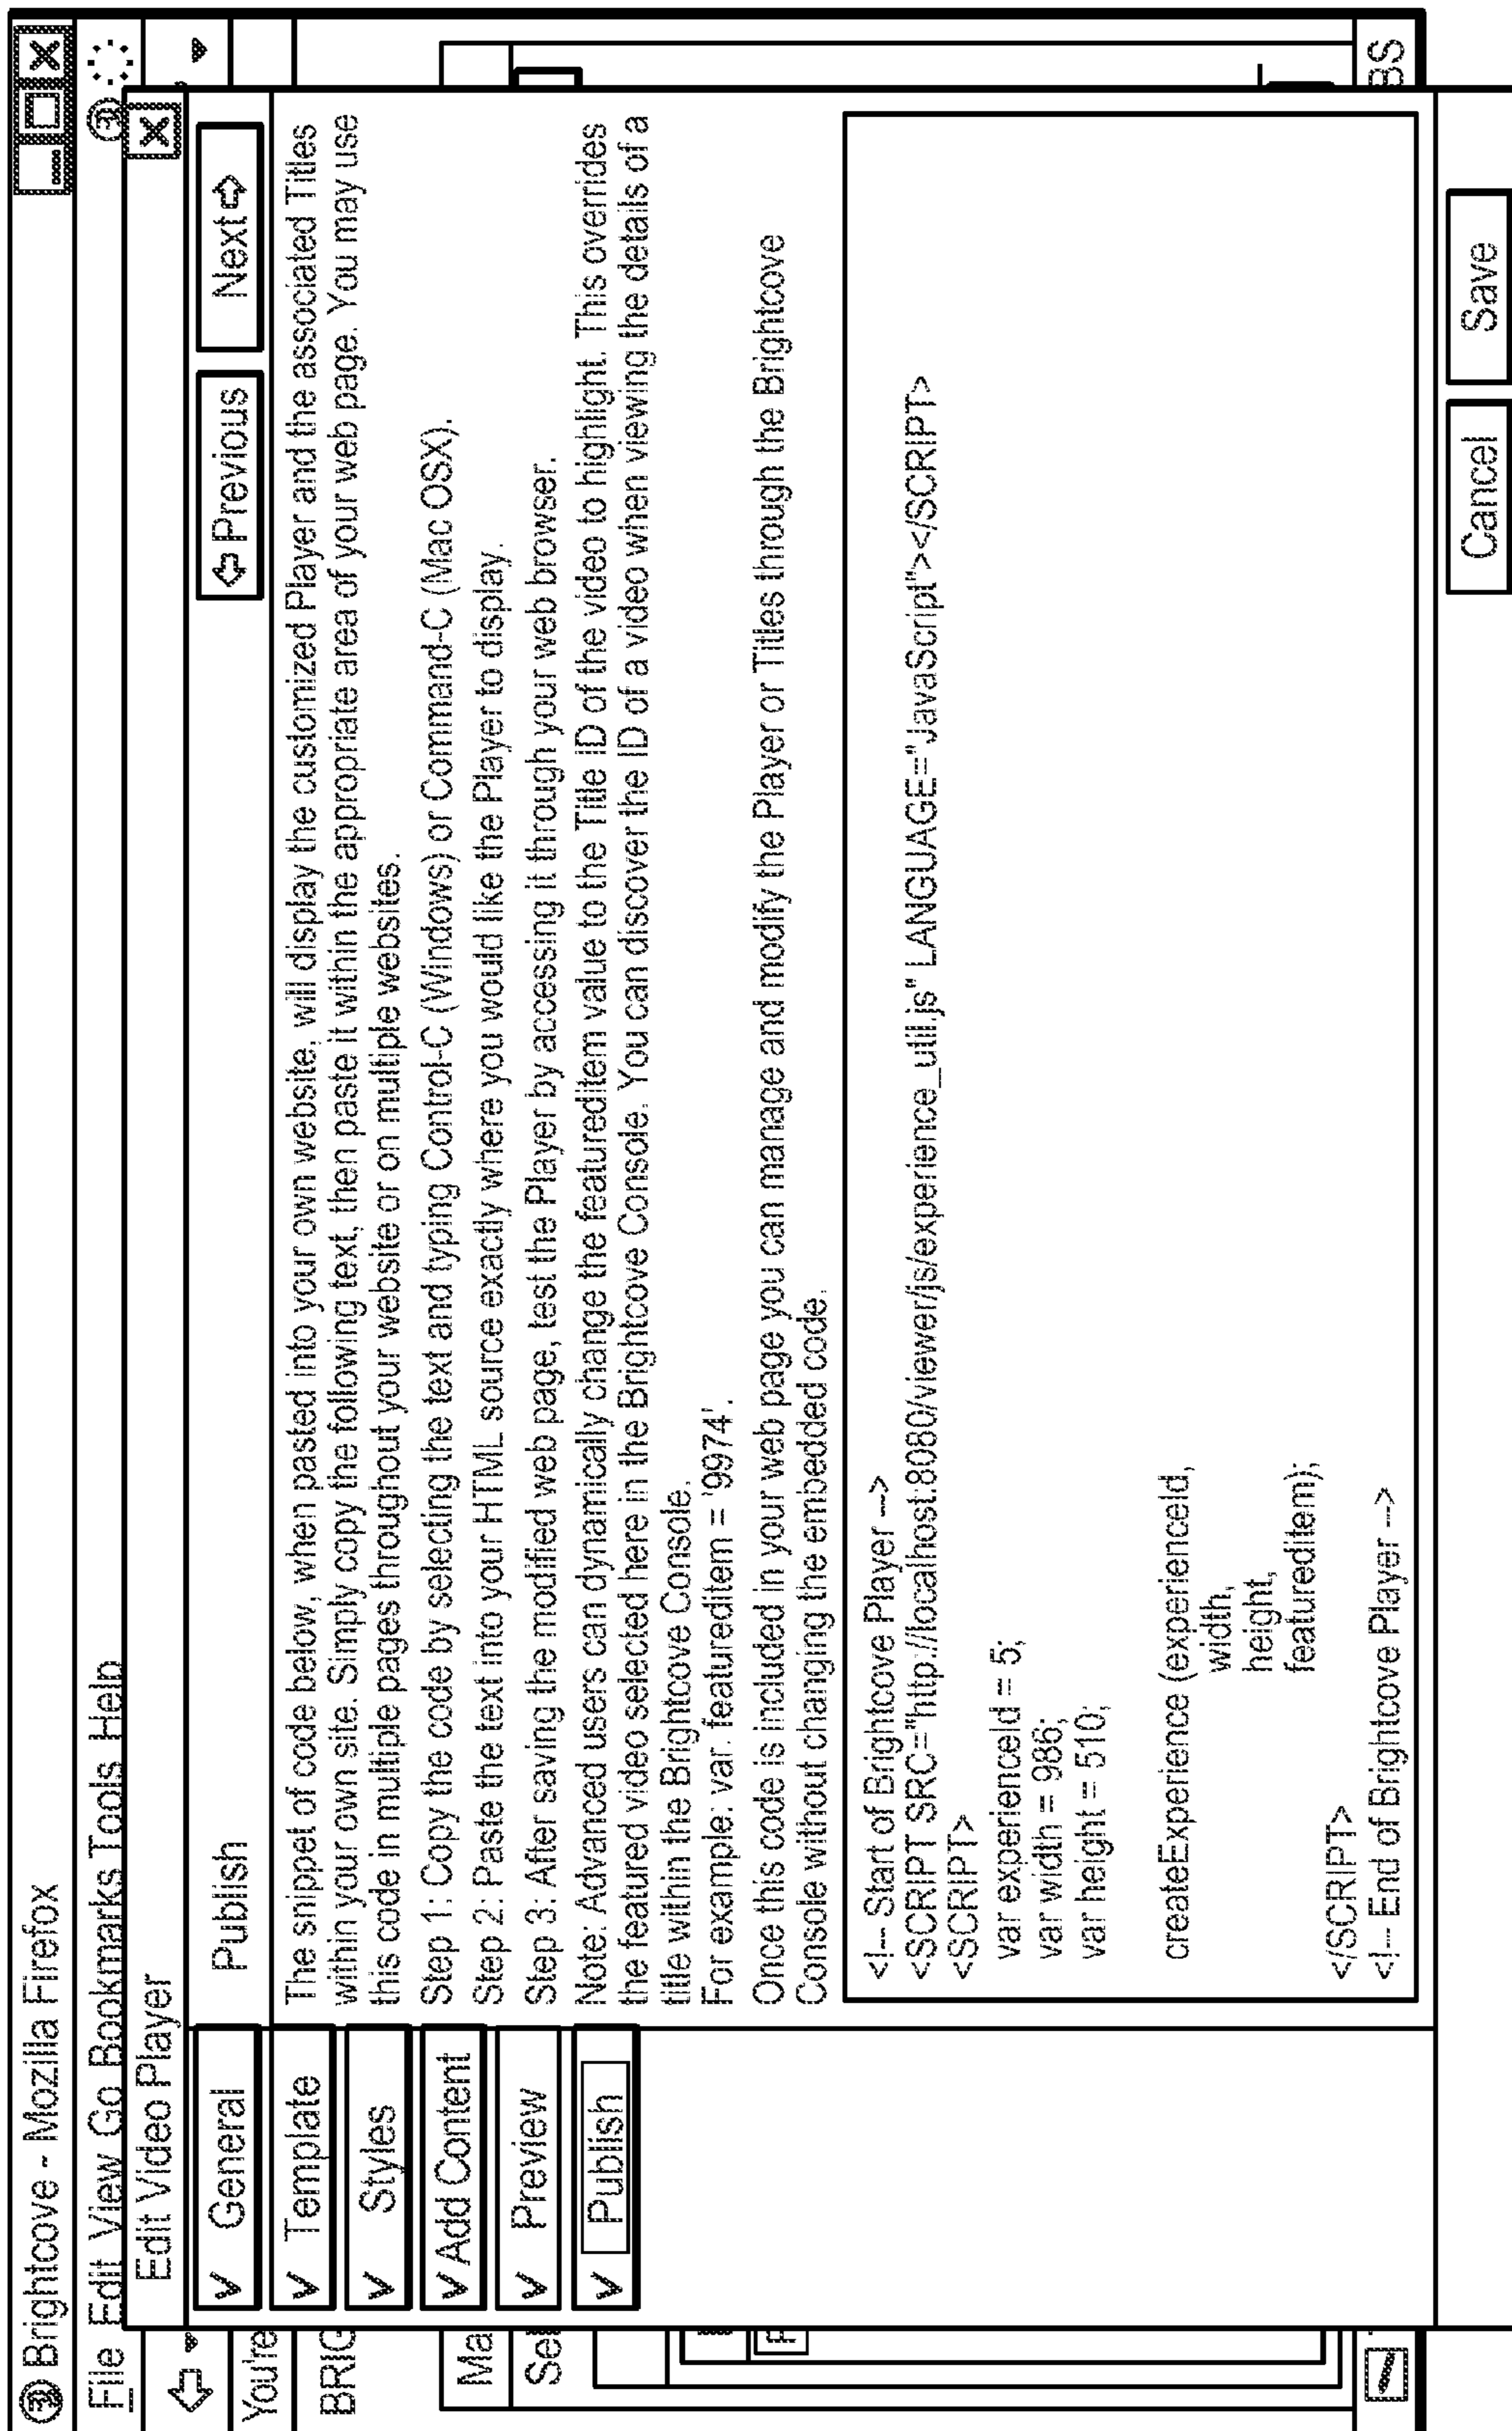 Brightcove - Mozilla Firefox
File Edit View Go Bookmarks Tools Help
Edit Video Player
You're
BRIG
Ma
Se
BS
General
Template
Styles
Add Content
Preview
Publish
Publish
Previous
Next
The snippet of code below, when pasted into your own website, will display the customized Player and the associated Titles
within your own site. Simply copy the following text, then paste it within the appropriate area of your web page. You may use
this code in multiple pages throughout your website or on multiple websites.
Step 1: Copy the code by selecting the text and typing Control-C (Windows) or Command-C (Mac OSX).
Step 2: Paste the text into your HTML source exactly where you would like the Player to display.
Step 3: After saving the modified web page, test the Player by accessing it through your web browser.
Note: Advanced users can dynamically change the featureditem value to the Title ID of the video to highlight. This overrides
the featured video selected here in the Brightcove Console. You can discover the ID of a video when viewing the details of a
title within the Brightcove Console.
For example: var. featureditem = '9974'.
Once this code is included in your web page you can manage and modify the Player or Titles through the Brightcove
Console without changing the embedded code.
<!-- Start of Brightcove Player -->
<SCRIPT SRC="http://localhost:8080/viewer/js/experience_util.js" LANGUAGE="JavaScript"></SCRIPT>
<SCRIPT>
var experienceId = 5;
var width = 986;
var height = 510;
createExperience (experienceId,
width,
height,
featureditem);
</SCRIPT>
<!-- End of Brightcove Player -->
Cancel
Save